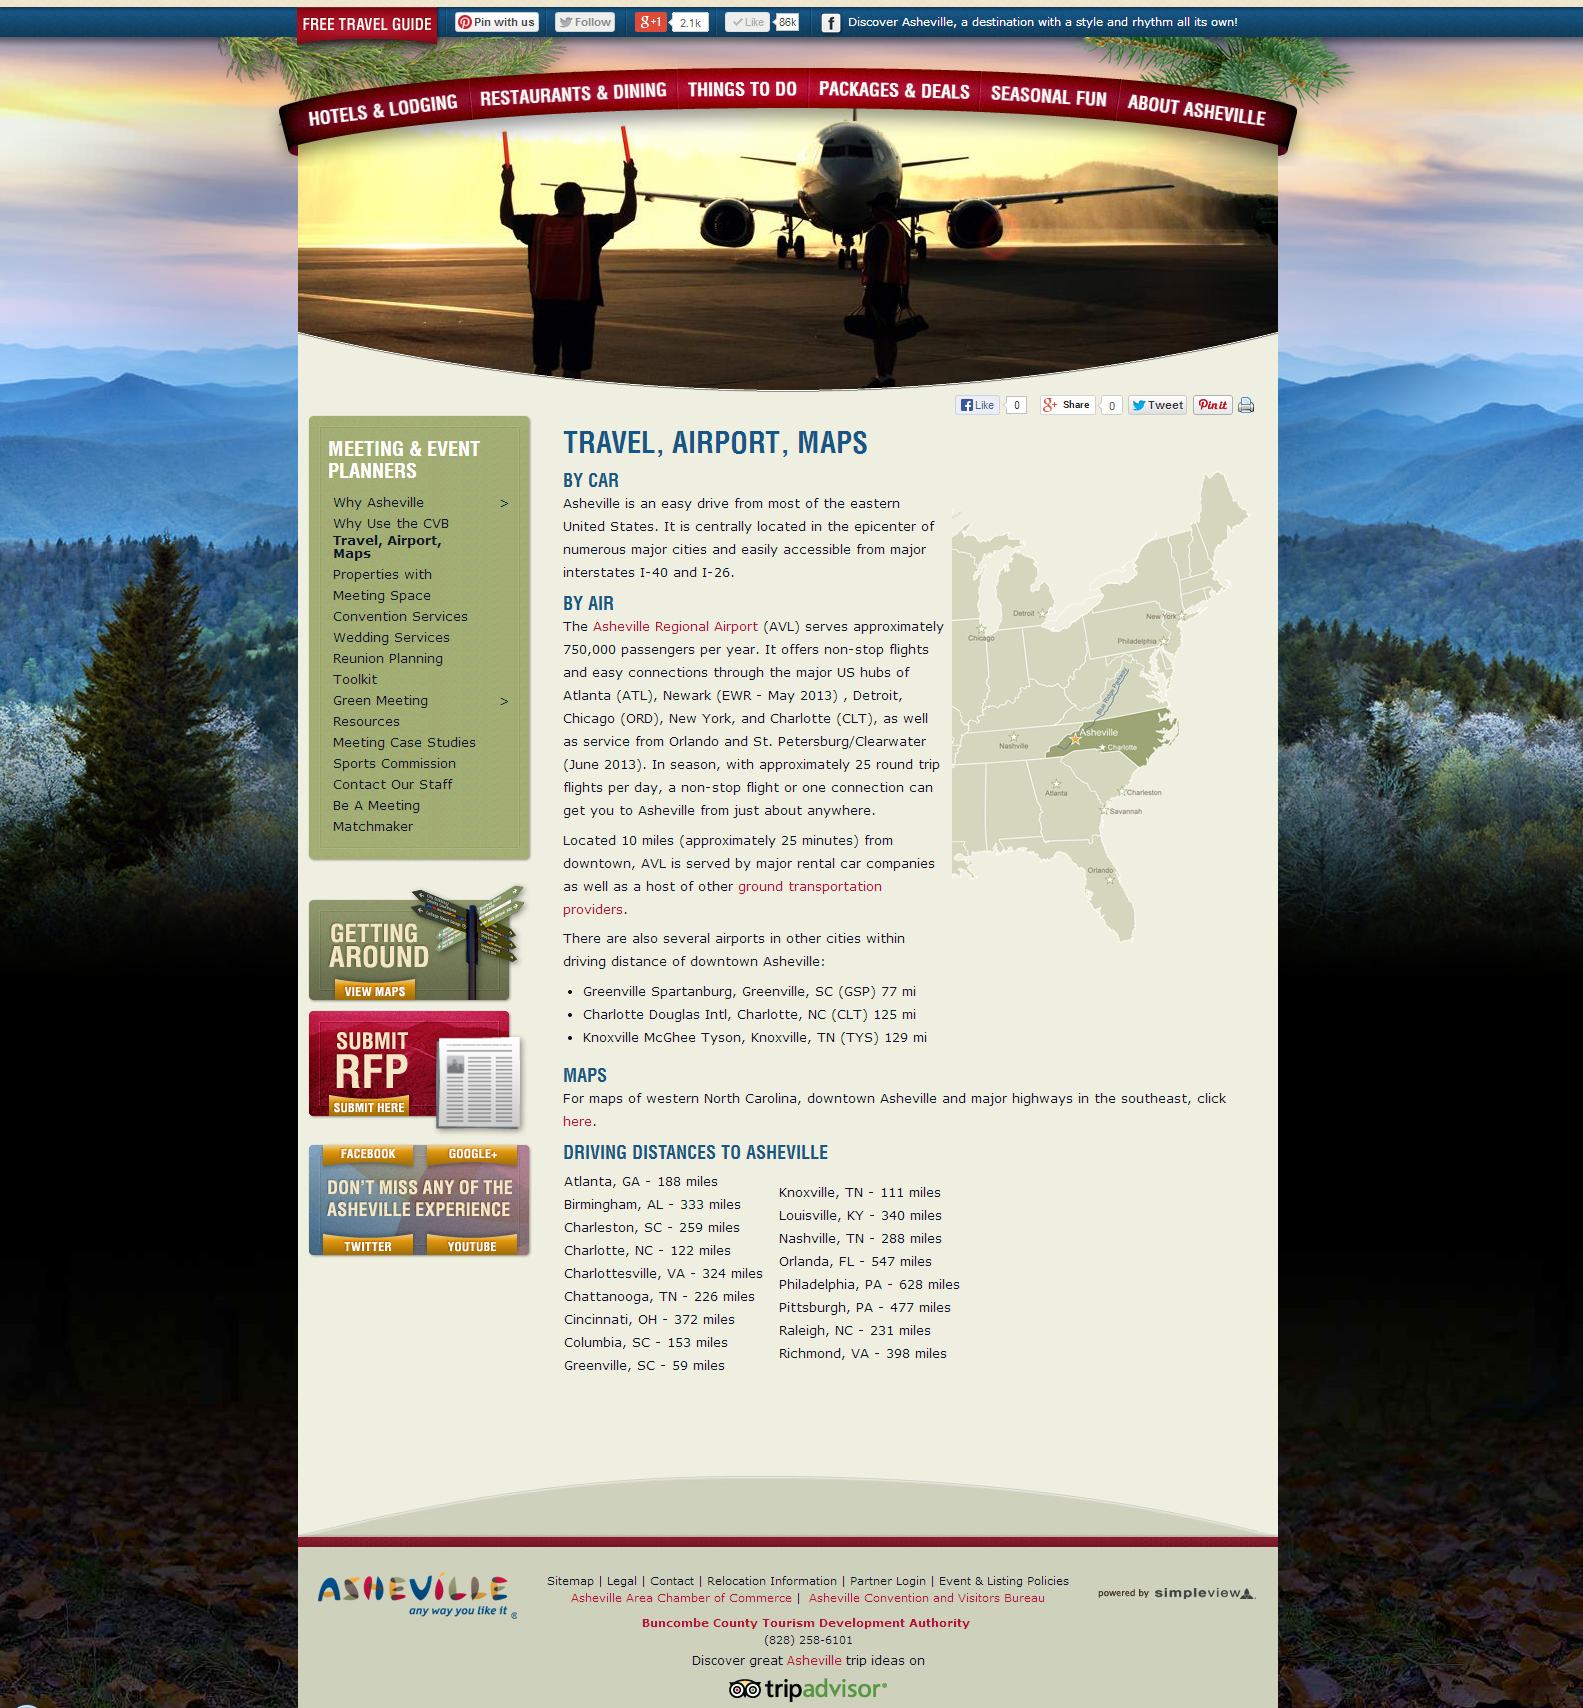 FREE TRAVEL GUIDE
Pin with us
Follow
g+1 2.1k
Like 86k
Discover Asheville, a destination with a style and rhythm all its own!
HOTELS & LODGING
RESTAURANTS & DINING
THINGS TO DO
PACKAGES & DEALS
SEASONAL FUN
ABOUT ASHEVILLE
Like 0
g+ Share 0
Tweet
Pin it
MEETING & EVENT
PLANNERS
Why Asheville >
Why Use the CVB
Travel, Airport,
Maps
Properties with
Meeting Space
Convention Services
Wedding Services
Reunion Planning
Toolkit
Green Meeting >
Resources
Meeting Case Studies
Sports Commission
Contact Our Staff
Be A Meeting
Matchmaker
GETTING
AROUND
VIEW MAPS
SUBMIT
RFP
SUBMIT HERE
FACEBOOK
GOOGLE+
DON'T MISS ANY OF THE
ASHEVILLE EXPERIENCE
TWITTER
YOUTUBE
TRAVEL, AIRPORT, MAPS
BY CAR
Asheville is an easy drive from most of the eastern
United States. It is centrally located in the epicenter of
numerous major cities and easily accessible from major
interstates I-40 and I-26.
BY AIR
The Asheville Regional Airport (AVL) serves approximately
750,000 passengers per year. It offers non-stop flights
and easy connections through the major US hubs of
Atlanta (ATL), Newark (EWR - May 2013) , Detroit,
Chicago (ORD), New York, and Charlotte (CLT), as well
as service from Orlando and St. Petersburg/Clearwater
(June 2013). In season, with approximately 25 round trip
flights per day, a non-stop flight or one connection can
get you to Asheville from just about anywhere.
Located 10 miles (approximately 25 minutes) from
downtown, AVL is served by major rental car companies
as well as a host of other ground transportation
providers.
There are also several airports in other cities within
driving distance of downtown Asheville:
• Greenville Spartanburg, Greenville, SC (GSP) 77 mi
• Charlotte Douglas Intl, Charlotte, NC (CLT) 125 mi
• Knoxville McGhee Tyson, Knoxville, TN (TYS) 129 mi
Detroit
Chicago
New York
Philadelphia
Blue Ridge Parkway
Asheville
Charlotte
Nashville
Atlanta
Charleston
Savannah
Orlando
MAPS
For maps of western North Carolina, downtown Asheville and major highways in the southeast, click
here.
DRIVING DISTANCES TO ASHEVILLE
Atlanta, GA - 188 miles
Birmingham, AL - 333 miles
Charleston, SC - 259 miles
Charlotte, NC - 122 miles
Charlottesville, VA - 324 miles
Chattanooga, TN - 226 miles
Cincinnati, OH - 372 miles
Columbia, SC - 153 miles
Greenville, SC - 59 miles
Knoxville, TN - 111 miles
Louisville, KY - 340 miles
Nashville, TN - 288 miles
Orlanda, FL - 547 miles
Philadelphia, PA - 628 miles
Pittsburgh, PA - 477 miles
Raleigh, NC - 231 miles
Richmond, VA - 398 miles
ASHEVILLE
any way you like it ®
Sitemap | Legal | Contact | Relocation Information | Partner Login | Event & Listing Policies
Asheville Area Chamber of Commerce | Asheville Convention and Visitors Bureau
Buncombe County Tourism Development Authority
(828) 258-6101
Discover great Asheville trip ideas on
tripadvisor®
powered by simpleview